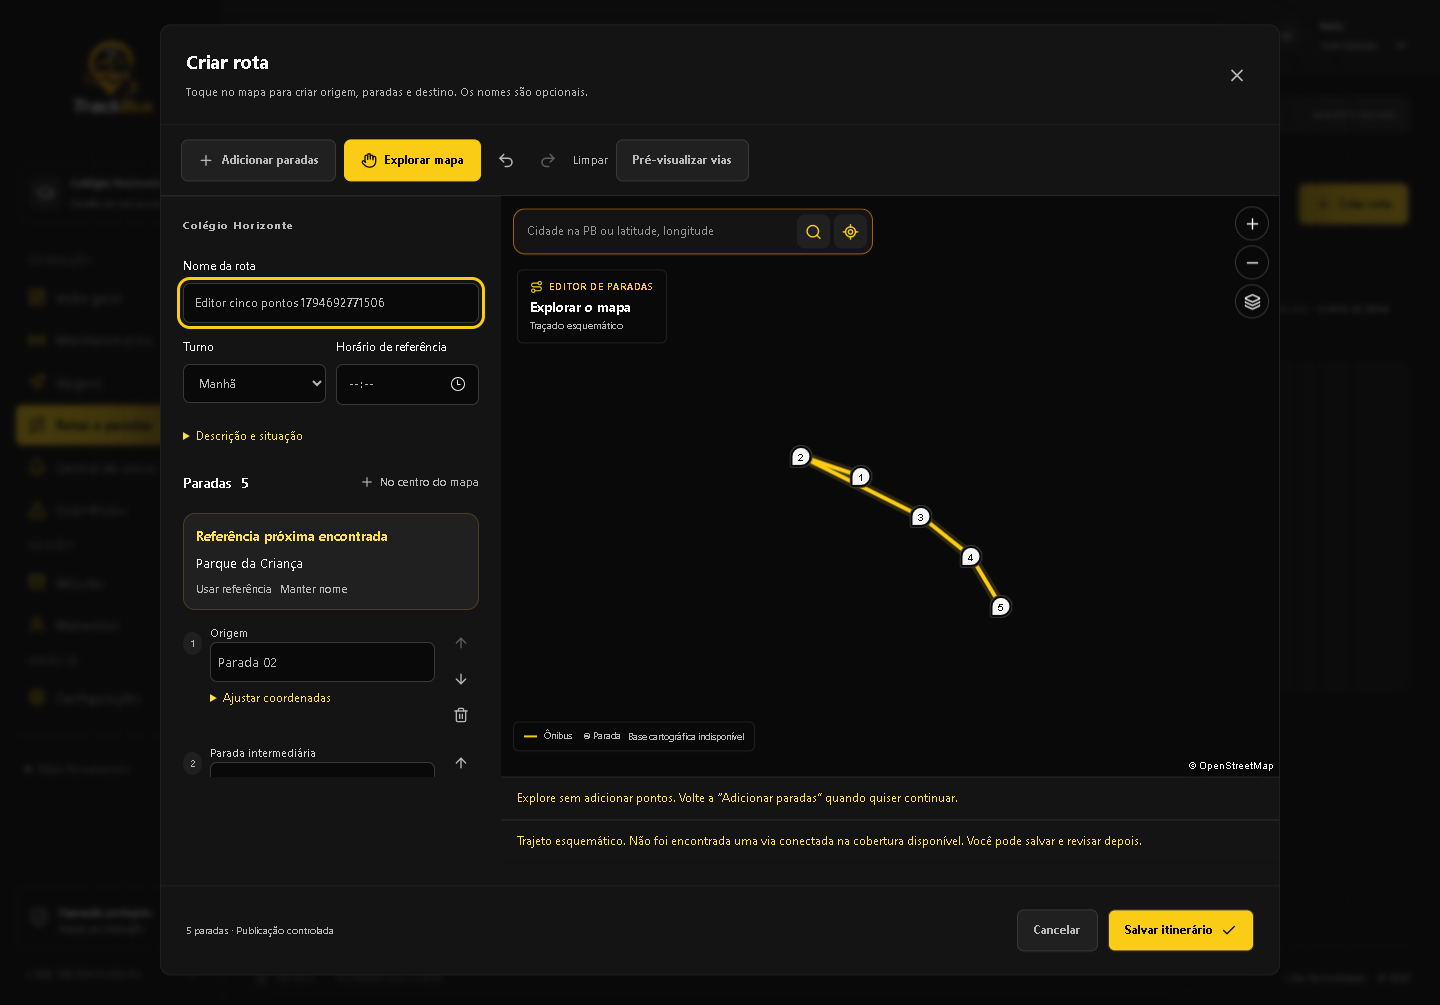 Criar rota
Toque no mapa para criar origem, paradas e destino. Os nomes são opcionais.
Adicionar paradas
Explorar mapa
Limpar
Pré-visualizar vias
Colégio Horizonte
Nome da rota
Editor cinco pontos 1794692771506
Turno
Horário de referência
Manhã
--:--
Descrição e situação
Paradas 5
No centro do mapa
Referência próxima encontrada
Parque da Criança
Usar referência Manter nome
1
Origem
Parada 02
Ajustar coordenadas
2
Parada intermediária
Cidade na PB ou latitude, longitude
EDITOR DE PARADAS
Explorar o mapa
Traçado esquemático
2
1
3
4
5
Ônibus
Parada
Base cartográfica indisponível
© OpenStreetMap
Explore sem adicionar pontos. Volte a “Adicionar paradas” quando quiser continuar.
Trajeto esquemático. Não foi encontrada uma via conectada na cobertura disponível. Você pode salvar e revisar depois.
5 paradas · Publicação controlada
Cancelar
Salvar itinerário